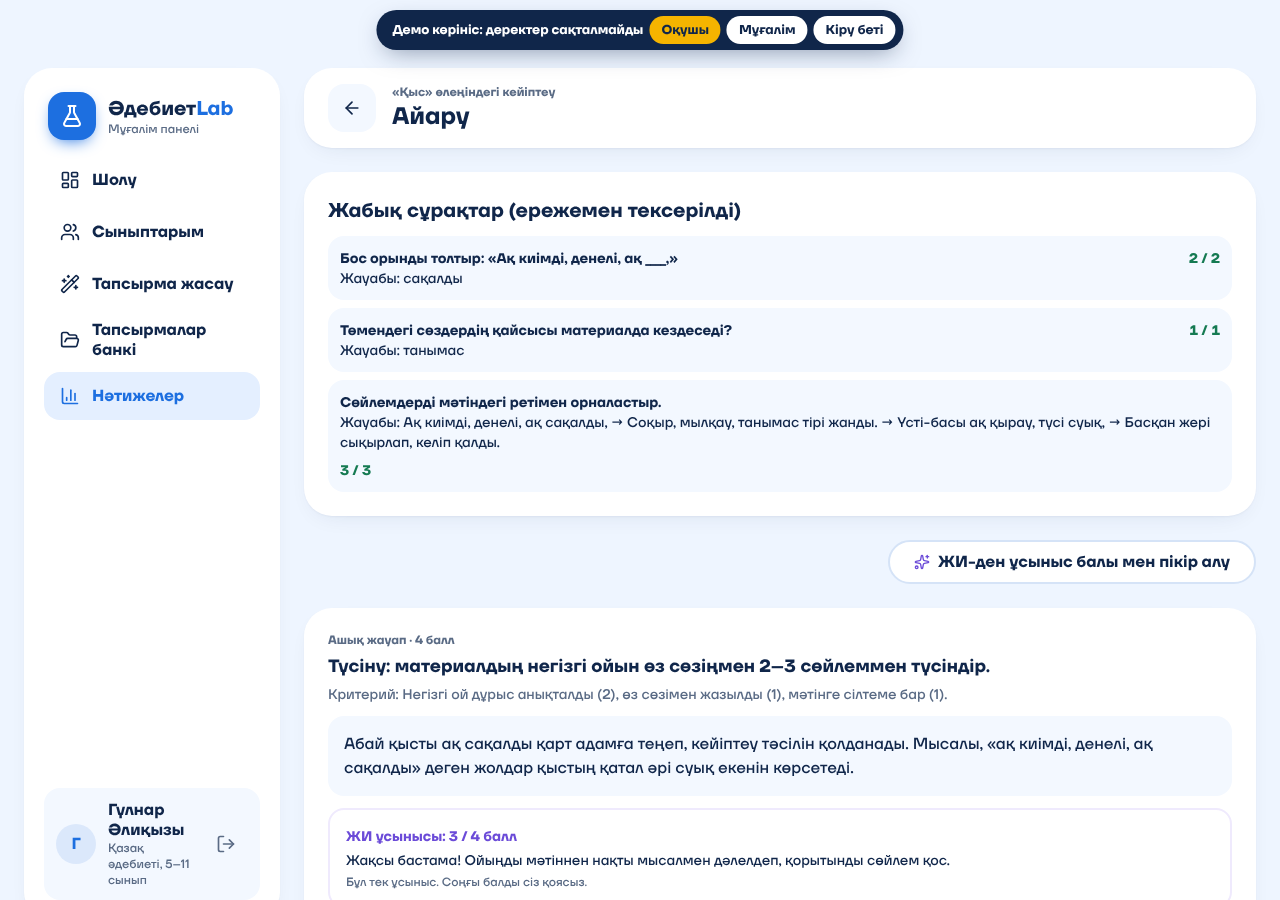 Демо көрініс: деректер сақталмайды
Оқушы
Мұғалім
Кіру беті
ӘдебиетLab
Мұғалім панелі
Шолу
Сыныптарым
Тапсырма жасау
Тапсырмалар
банкі
Нәтижелер
Гүлнар
Әлиқызы
Қазақ
әдебиеті, 5–11
сынып
Г
«Қыс» өлеңіндегі кейіптеу
Айару
Жабық сұрақтар (ережемен тексерілді)
Бос орынды толтыр: «Ақ киімді, денелі, ақ ___,»
2 / 2
Жауабы: сақалды
Төмендегі сөздердің қайсысы материалда кездеседі?
1 / 1
Жауабы: танымас
Сөйлемдерді мәтіндегі ретімен орналастыр.
Жауабы: Ақ киімді, денелі, ақ сақалды, → Соқыр, мылқау, танымас тірі жанды. → Үсті-басы ақ қырау, түсі суық, → Басқан жері
сықырлап, келіп қалды.
3 / 3
ЖИ-ден ұсыныс балы мен пікір алу
Ашық жауап · 4 балл
Түсіну: материалдың негізгі ойын өз сөзіңмен 2–3 сөйлеммен түсіндір.
Критерий: Негізгі ой дұрыс анықталды (2), өз сөзімен жазылды (1), мәтінге сілтеме бар (1).
Абай қысты ақ сақалды қарт адамға теңеп, кейіптеу тәсілін қолданады. Мысалы, «ақ киімді, денелі, ақ
сақалды» деген жолдар қыстың қатал әрі суық екенін көрсетеді.
ЖИ ұсынысы: 3 / 4 балл
Жақсы бастама! Ойыңды мәтіннен нақты мысалмен дәлелдеп, қорытынды сөйлем қос.
Бұл тек ұсыныс. Соңғы балды сіз қоясыз.